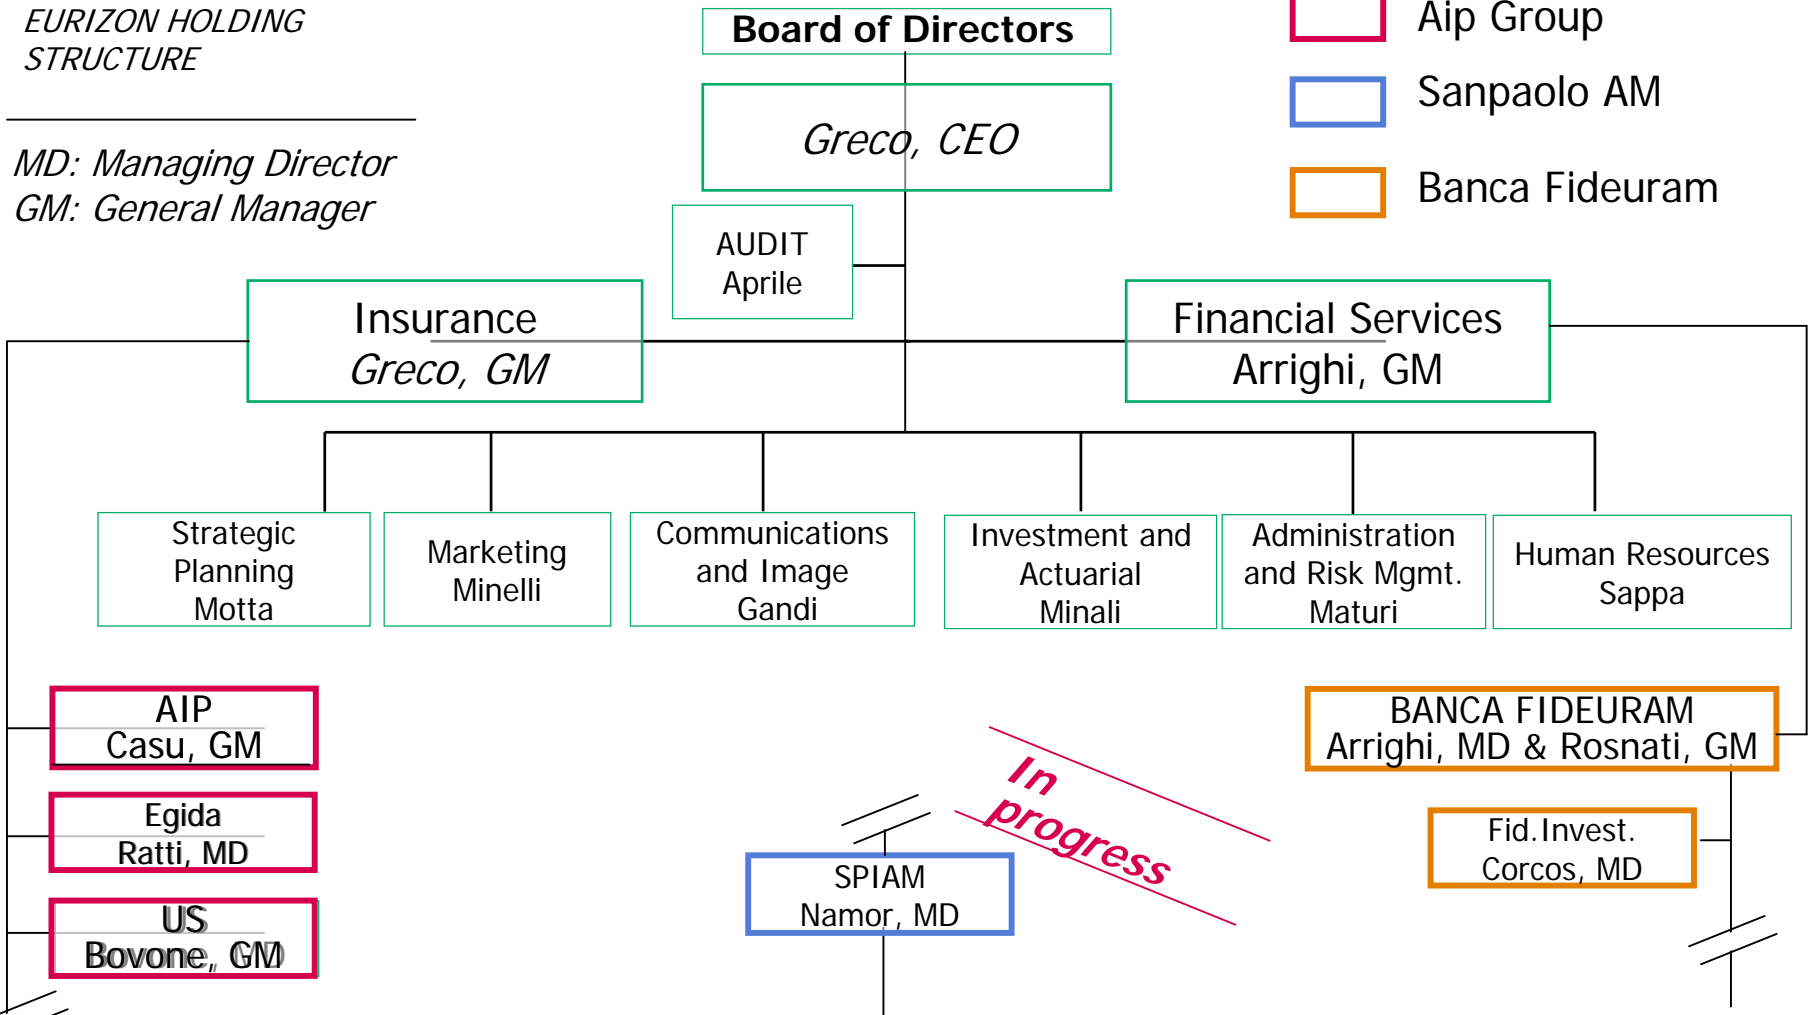 EURIZON HOLDING
STRUCTURE
MD: Managing Director
GM: General Manager
Board of Directors
Greco, CEO
Aip Group
Sanpaolo AM
Banca Fideuram
AUDIT
Aprile
Insurance
Greco, GM
Financial Services
Arrighi, GM
Strategic
Planning
Motta
Marketing
Minelli
Communications
and Image
Gandi
Investment and
Actuarial
Minali
Administration
and Risk Mgmt.
Maturi
Human Resources
Sappa
AIP
Casu, GM
Egida
Ratti, MD
US
Bovone, GM
In
progress
SPIAM
Namor, MD
BANCA FIDEURAM
Arrighi, MD & Rosnati, GM
Fid.Invest.
Corcos, MD